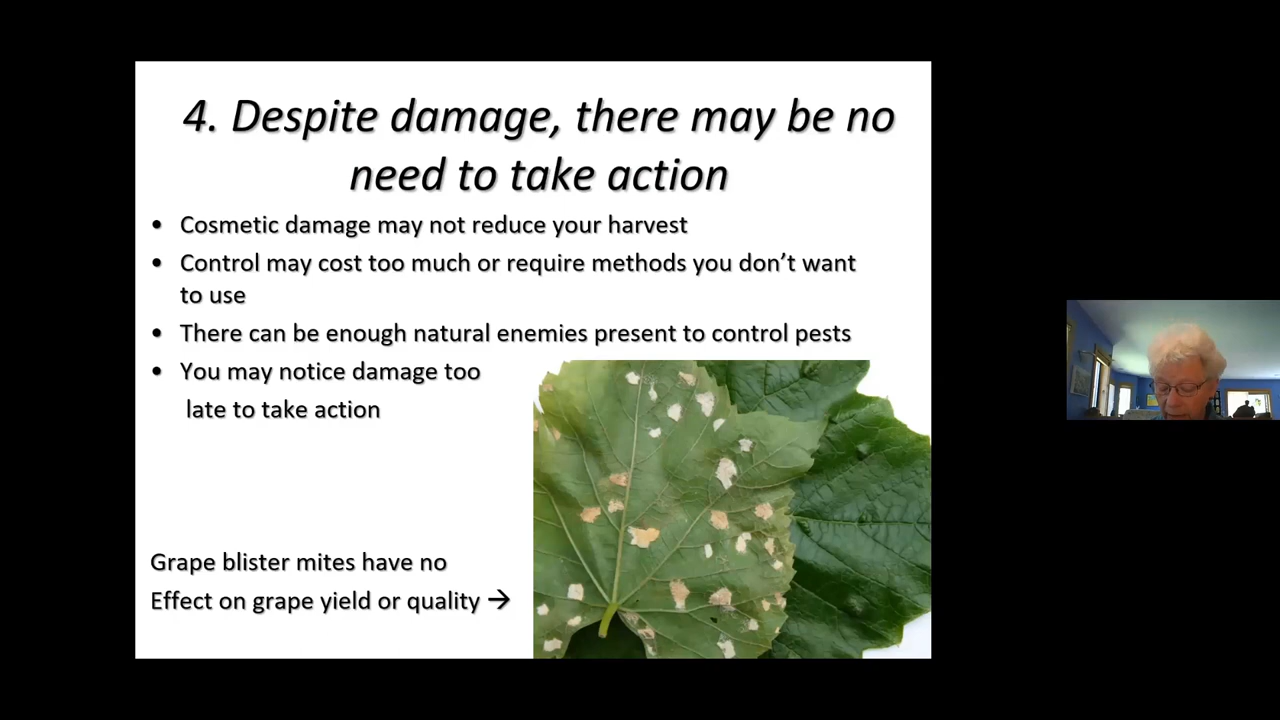 4. Despite damage, there may be no
need to take action
• Cosmetic damage may not reduce your harvest
• Control may cost too much or require methods you don’t want
to use
• There can be enough natural enemies present to control pests
• You may notice damage too
late to take action
Grape blister mites have no
Effect on grape yield or quality →